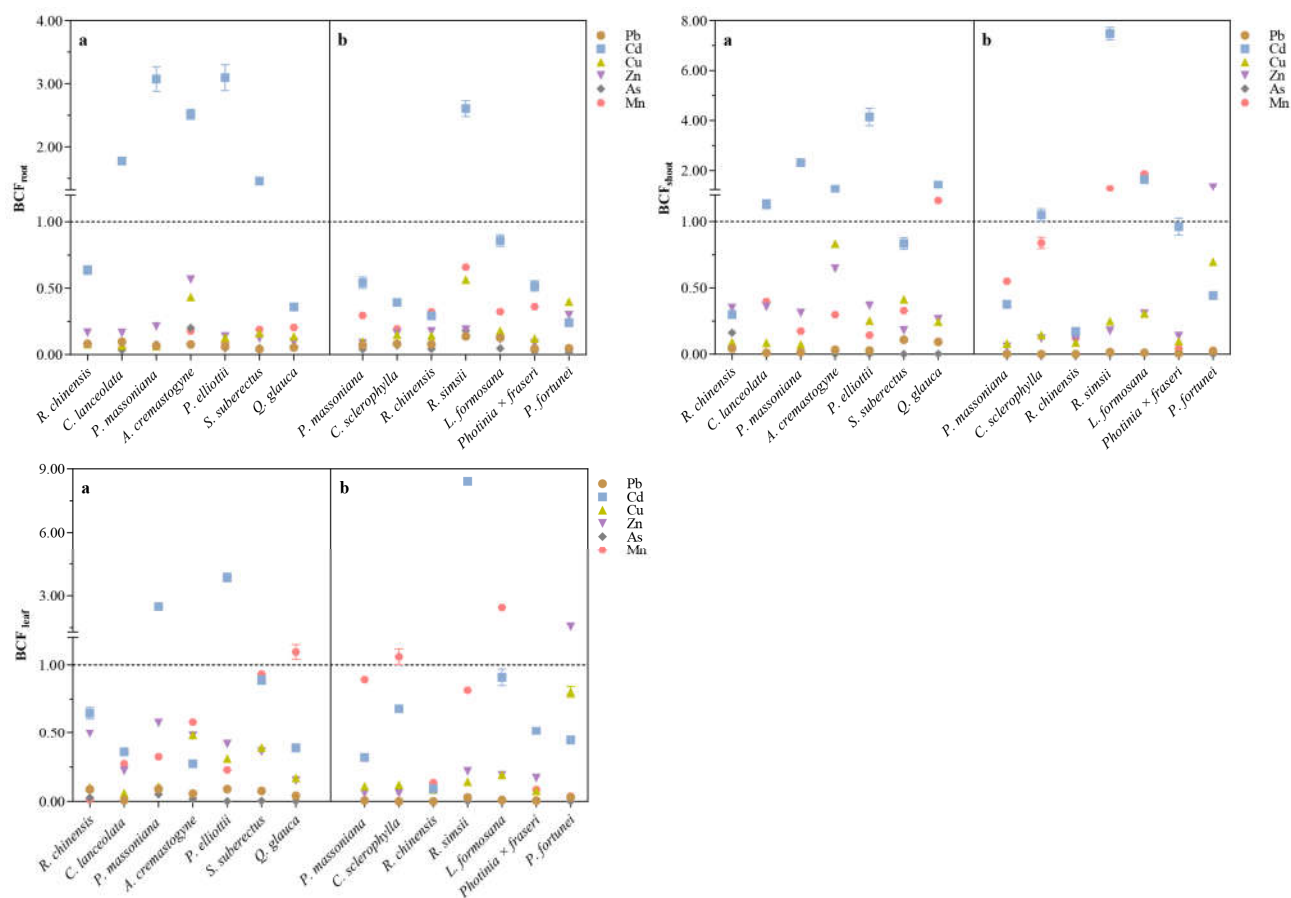 4.00
3.00
2.00
1.00
0.50
0.00
BCFroot
a
b
Pb
Cd
Cu
Zn
As
Mn
R. chinensis
C. lanceolata
P. massoniana
A. cremastogyne
P. elliottii
S. suberectus
Q. glauca
P. massoniana
C. sclerophylla
R. chinensis
R. simsii
L. formosana
Photinia × fraseri
P. fortunei
8.00
6.00
4.00
2.00
1.00
0.50
0.00
BCFshoot
a
b
Pb
Cd
Cu
Zn
As
Mn
R. chinensis
C. lanceolata
P. massoniana
A. cremastogyne
P. elliottii
S. suberectus
Q. glauca
P. massoniana
C. sclerophylla
R. chinensis
R. simsii
L. formosana
Photinia × fraseri
P. fortunei
9.00
6.00
3.00
1.00
0.50
0.00
BCF leaf
a
b
Pb
Cd
Cu
Zn
As
Mn
R. chinensis
C. lanceolata
P. massoniana
A. cremastogyne
P. elliottii
S. suberectus
Q. glauca
P. massoniana
C. sclerophylla
R. chinensis
R. simsii
L. formosana
Photinia × fraseri
P. fortunei